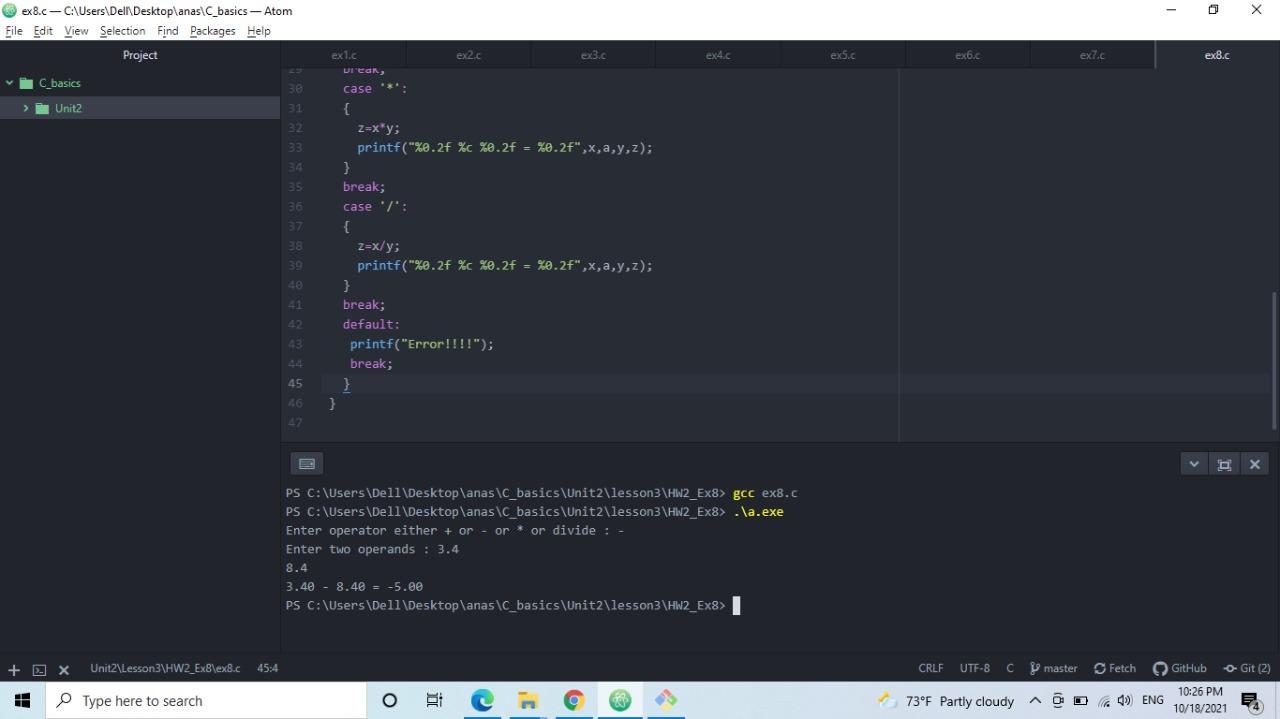 ex8.c — C:\Users\Dell\Desktop\anas\C_basics — Atom
File Edit View Selection Find Packages Help
Project
ex1.c ex2.c ex3.c ex4.c ex5.c ex6.c ex7.c ex8.c
C_basics
Unit2
29 break;
30 case '*':
31 {
32 z=x*y;
33 printf("%0.2f %c %0.2f = %0.2f",x,a,y,z);
34 }
35 break;
36 case '/':
37 {
38 z=x/y;
39 printf("%0.2f %c %0.2f = %0.2f",x,a,y,z);
40 }
41 break;
42 default:
43 printf("Error!!!!");
44 break;
45 }
46 }
47
PS C:\Users\Dell\Desktop\anas\C_basics\Unit2\lesson3\HW2_Ex8> gcc ex8.c
PS C:\Users\Dell\Desktop\anas\C_basics\Unit2\lesson3\HW2_Ex8> .\a.exe
Enter operator either + or - or * or divide : -
Enter two operands : 3.4
8.4
3.40 - 8.40 = -5.00
PS C:\Users\Dell\Desktop\anas\C_basics\Unit2\lesson3\HW2_Ex8>
Unit2\Lesson3\HW2_Ex8\ex8.c 45:4 CRLF UTF-8 C master Fetch GitHub Git (2)
Type here to search 73°F Partly cloudy ENG 10:26 PM
10/18/2021 4